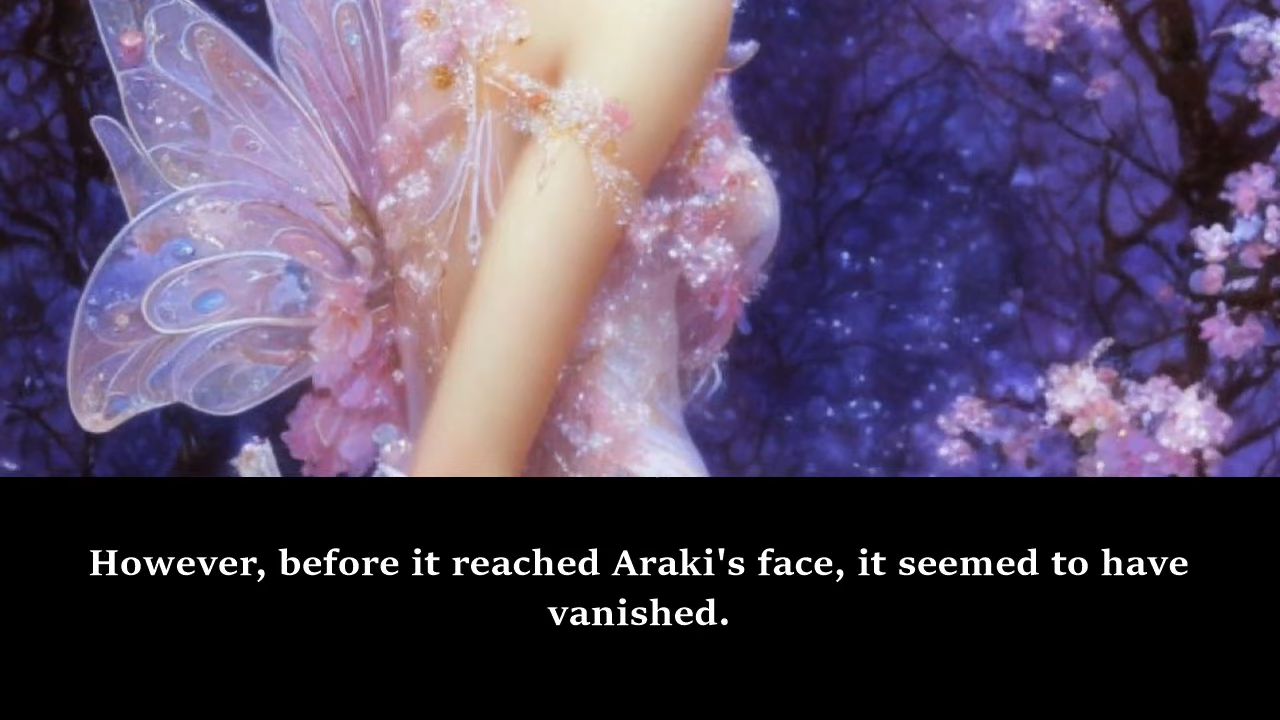 However, before it reached Araki's face, it seemed to have
vanished.